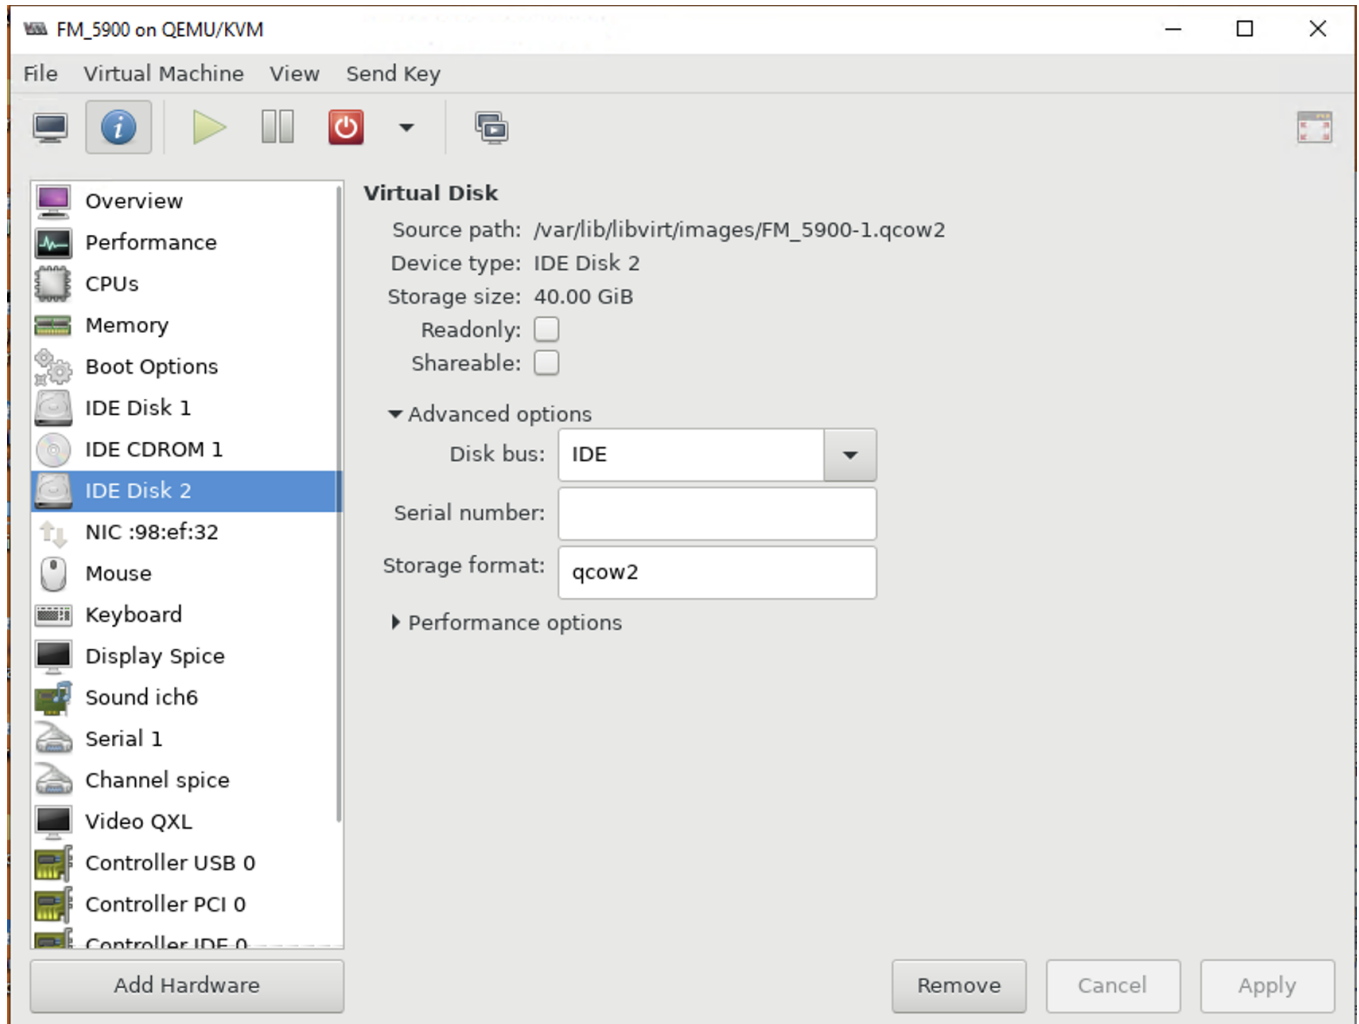 FM_5900 on QEMU/KVM
File Virtual Machine View Send Key
Overview
Performance
CPUs
Memory
Boot Options
IDE Disk 1
IDE CDROM 1
IDE Disk 2
NIC :98:ef:32
Mouse
Keyboard
Display Spice
Sound ich6
Serial 1
Channel spice
Video QXL
Controller USB 0
Controller PCI 0
Controller IDE 0
Add Hardware
Virtual Disk
Source path: /var/lib/libvirt/images/FM_5900-1.qcow2
Device type: IDE Disk 2
Storage size: 40.00 GiB
Readonly:
Shareable:
Advanced options
Disk bus: IDE
Serial number:
Storage format: qcow2
Performance options
Remove Cancel Apply